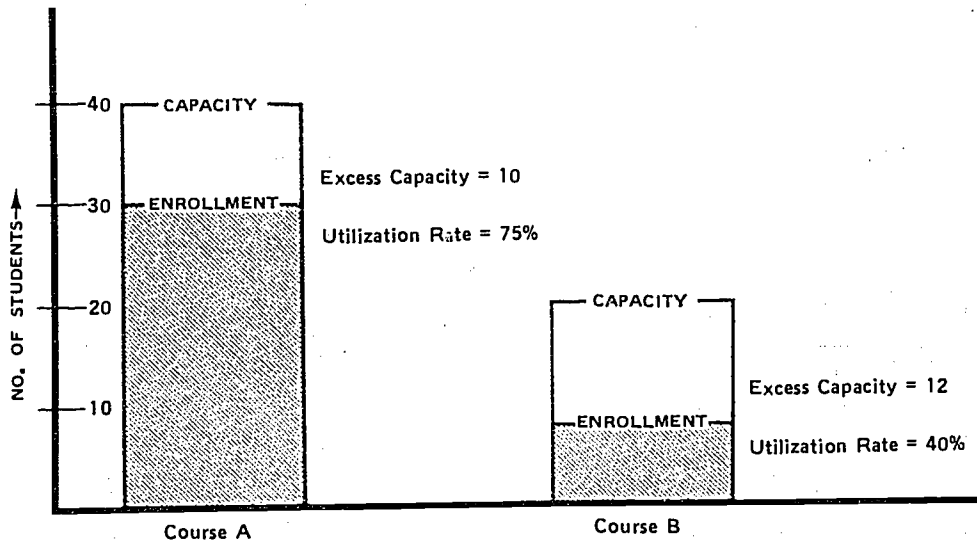 NO. OF STUDENTS→
40
30
20
10
CAPACITY
ENROLLMENT
Excess Capacity = 10
Utilization Rate = 75%
CAPACITY
ENROLLMENT
Excess Capacity = 12
Utilization Rate = 40%
Course A
Course B